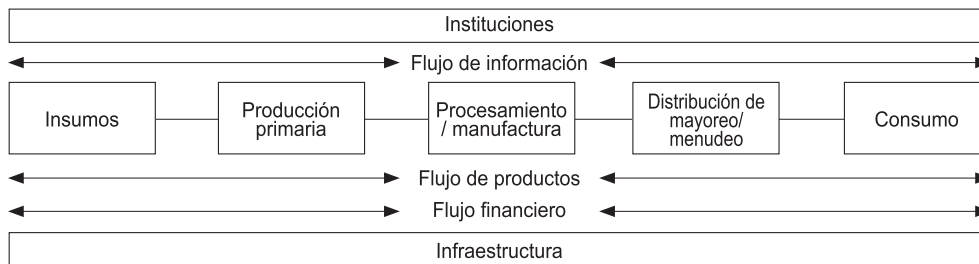 Instituciones
Flujo de información
Insumos
Producción
primaria
Procesamiento
/ manufactura
Distribución de
mayoreo/
menudeo
Consumo
Flujo de productos
Flujo financiero
Infraestructura